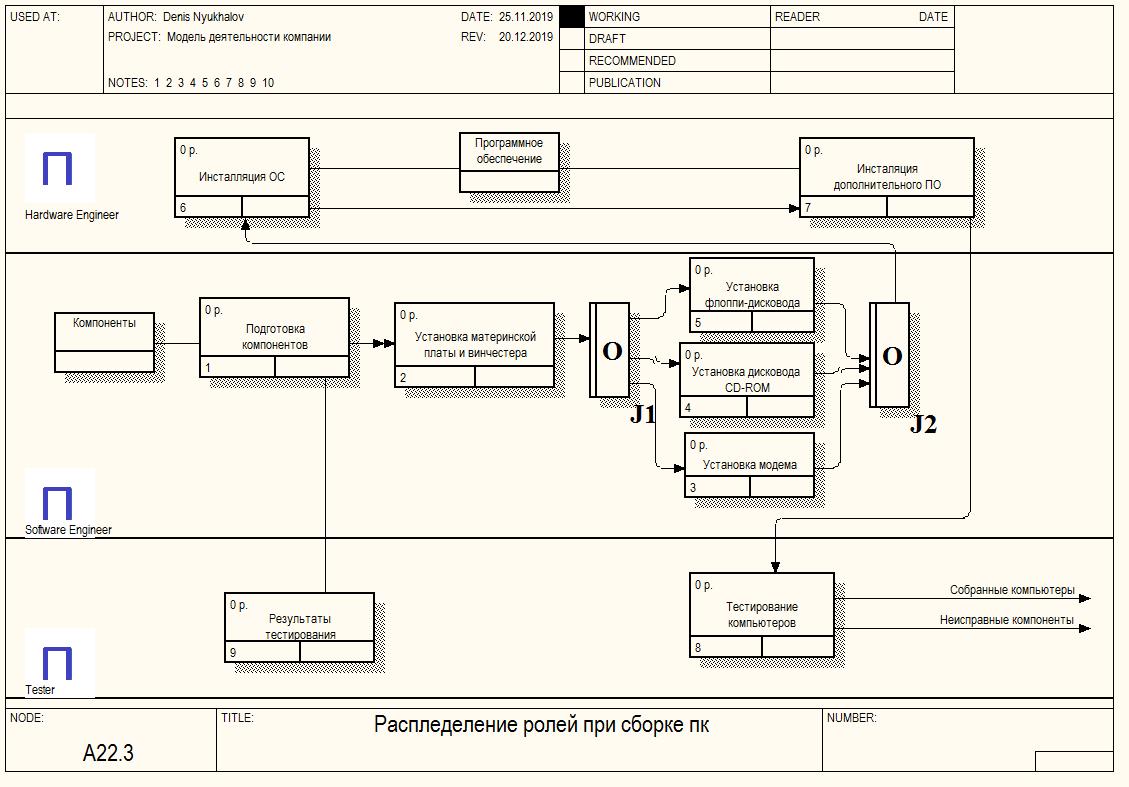 USED AT:
AUTHOR: Denis Nyukhalov
DATE: 25.11.2019
WORKING
READER
DATE
PROJECT: Модель деятельности компании
REV: 20.12.2019
DRAFT
RECOMMENDED
NOTES: 1 2 3 4 5 6 7 8 9 10
PUBLICATION
Hardware Engineer
0 р.
Инсталляция ОС
6
Программное
обеспечение
0 р.
Инсталяция
дополнительного ПО
7
Компоненты
0 р.
Подготовка
компонентов
1
0 р.
Установка материнской
платы и винчестера
2
O
J1
0 р.
Установка
флоппи-дисковода
5
0 р.
Установка дисковода
CD-ROM
4
0 р.
Установка модема
3
O
J2
Software Engineer
0 р.
Результаты
тестирования
9
0 р.
Тестирование
компьютеров
8
Собранные компьютеры
Неисправные компоненты
Tester
NODE:
A22.3
TITLE:
Распледеление ролей при сборке пк
NUMBER: